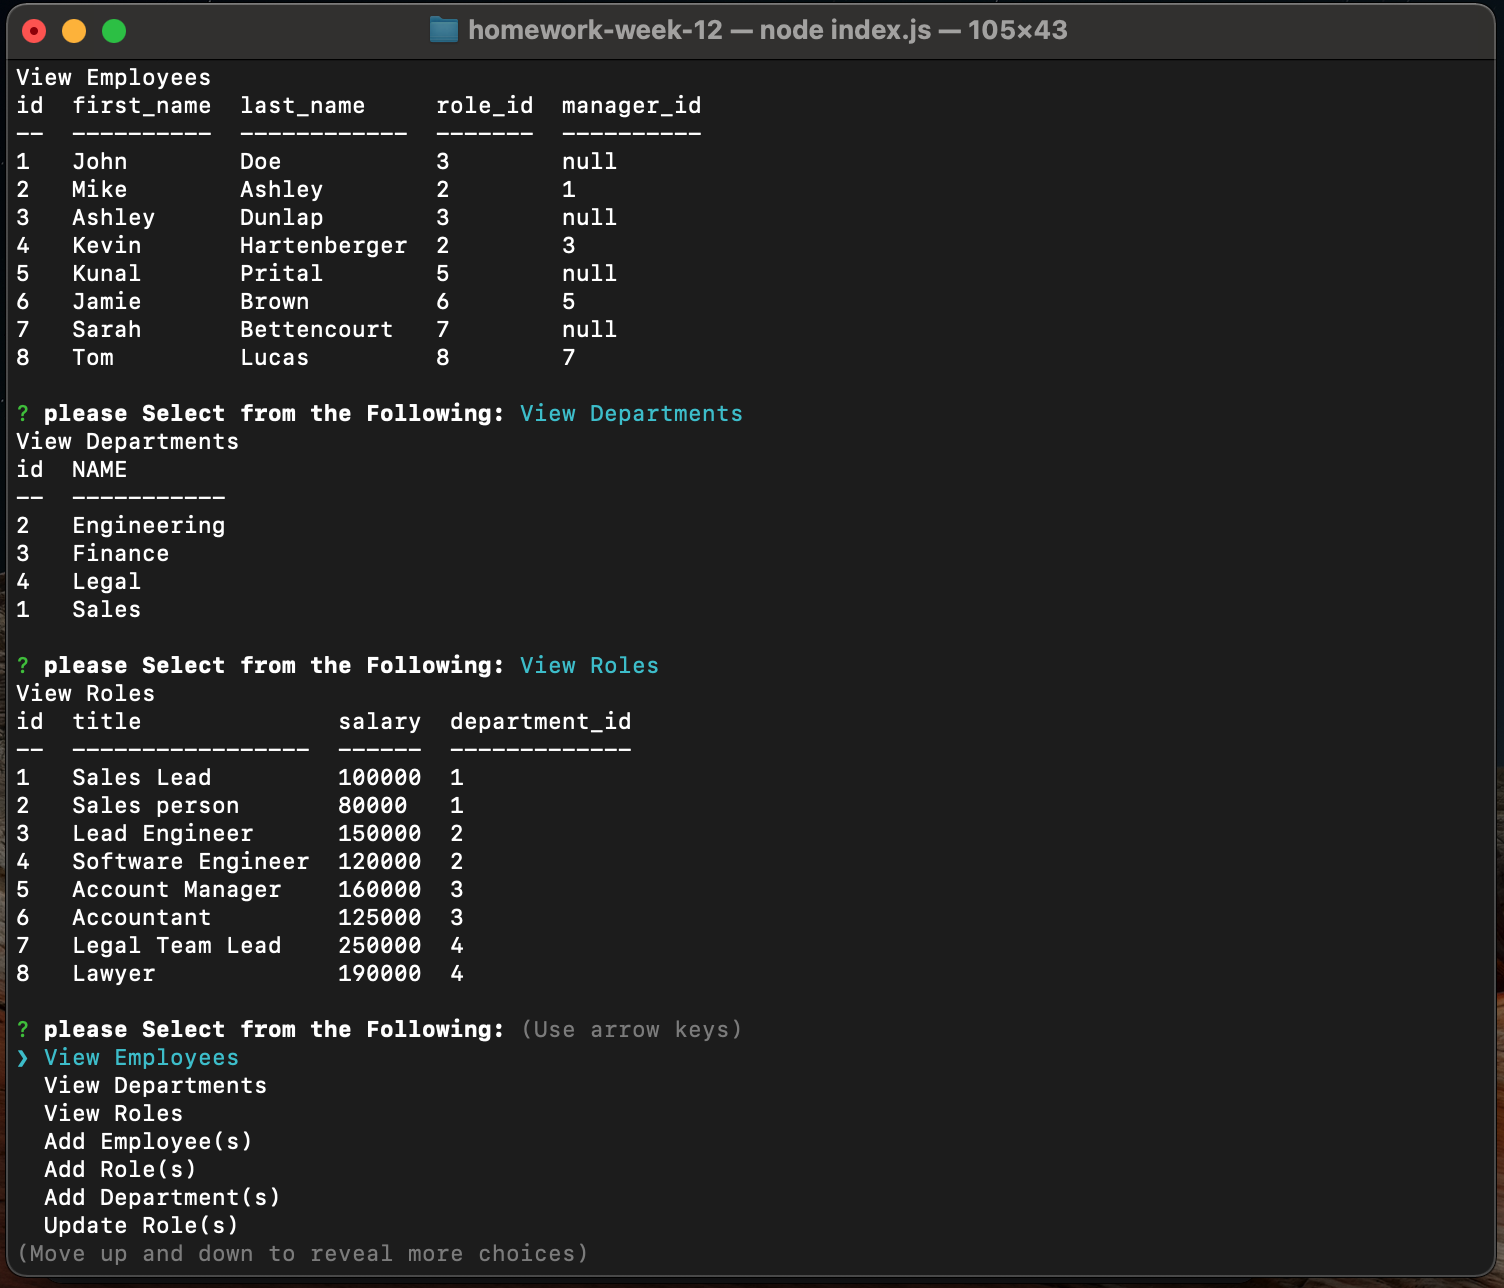 homework-week-12 — node index.js — 105×43
View Employees
id  first_name  last_name     role_id  manager_id
--  ----------  ------------  -------  ----------
1   John        Doe           3        null
2   Mike        Ashley        2        1
3   Ashley      Dunlap        3        null
4   Kevin       Hartenberger  2        3
5   Kunal       Prital        5        null
6   Jamie       Brown         6        5
7   Sarah       Bettencourt   7        null
8   Tom         Lucas         8        7
? please Select from the Following: View Departments
View Departments
id  NAME
--  -----------
2   Engineering
3   Finance
4   Legal
1   Sales
? please Select from the Following: View Roles
View Roles
id  title              salary  department_id
--  -----------------  ------  -------------
1   Sales Lead         100000  1
2   Sales person       80000   1
3   Lead Engineer      150000  2
4   Software Engineer  120000  2
5   Account Manager    160000  3
6   Accountant         125000  3
7   Legal Team Lead    250000  4
8   Lawyer             190000  4
? please Select from the Following: (Use arrow keys)
❯ View Employees
  View Departments
  View Roles
  Add Employee(s)
  Add Role(s)
  Add Department(s)
  Update Role(s)
(Move up and down to reveal more choices)